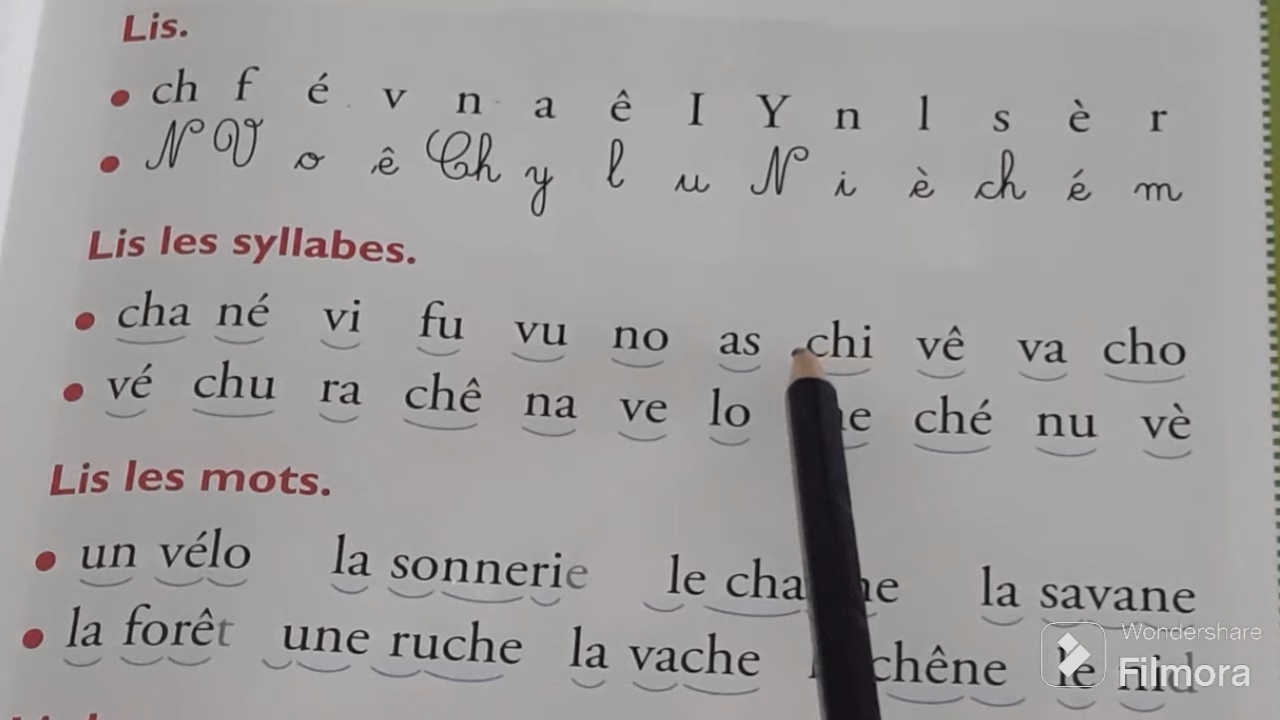 Lis.
ch f é v n a ê I Y n l s è r
N V o ê Ch y l u N i è ch é m
Lis les syllabes.
cha né vi fu vu no as chi vê va cho
vé chu ra chê na ve lo ché nu vè
Lis les mots.
un vélo la sonnerie le la savane
la forêt une ruche la vache chêne le nid
Wondershare
Filmora